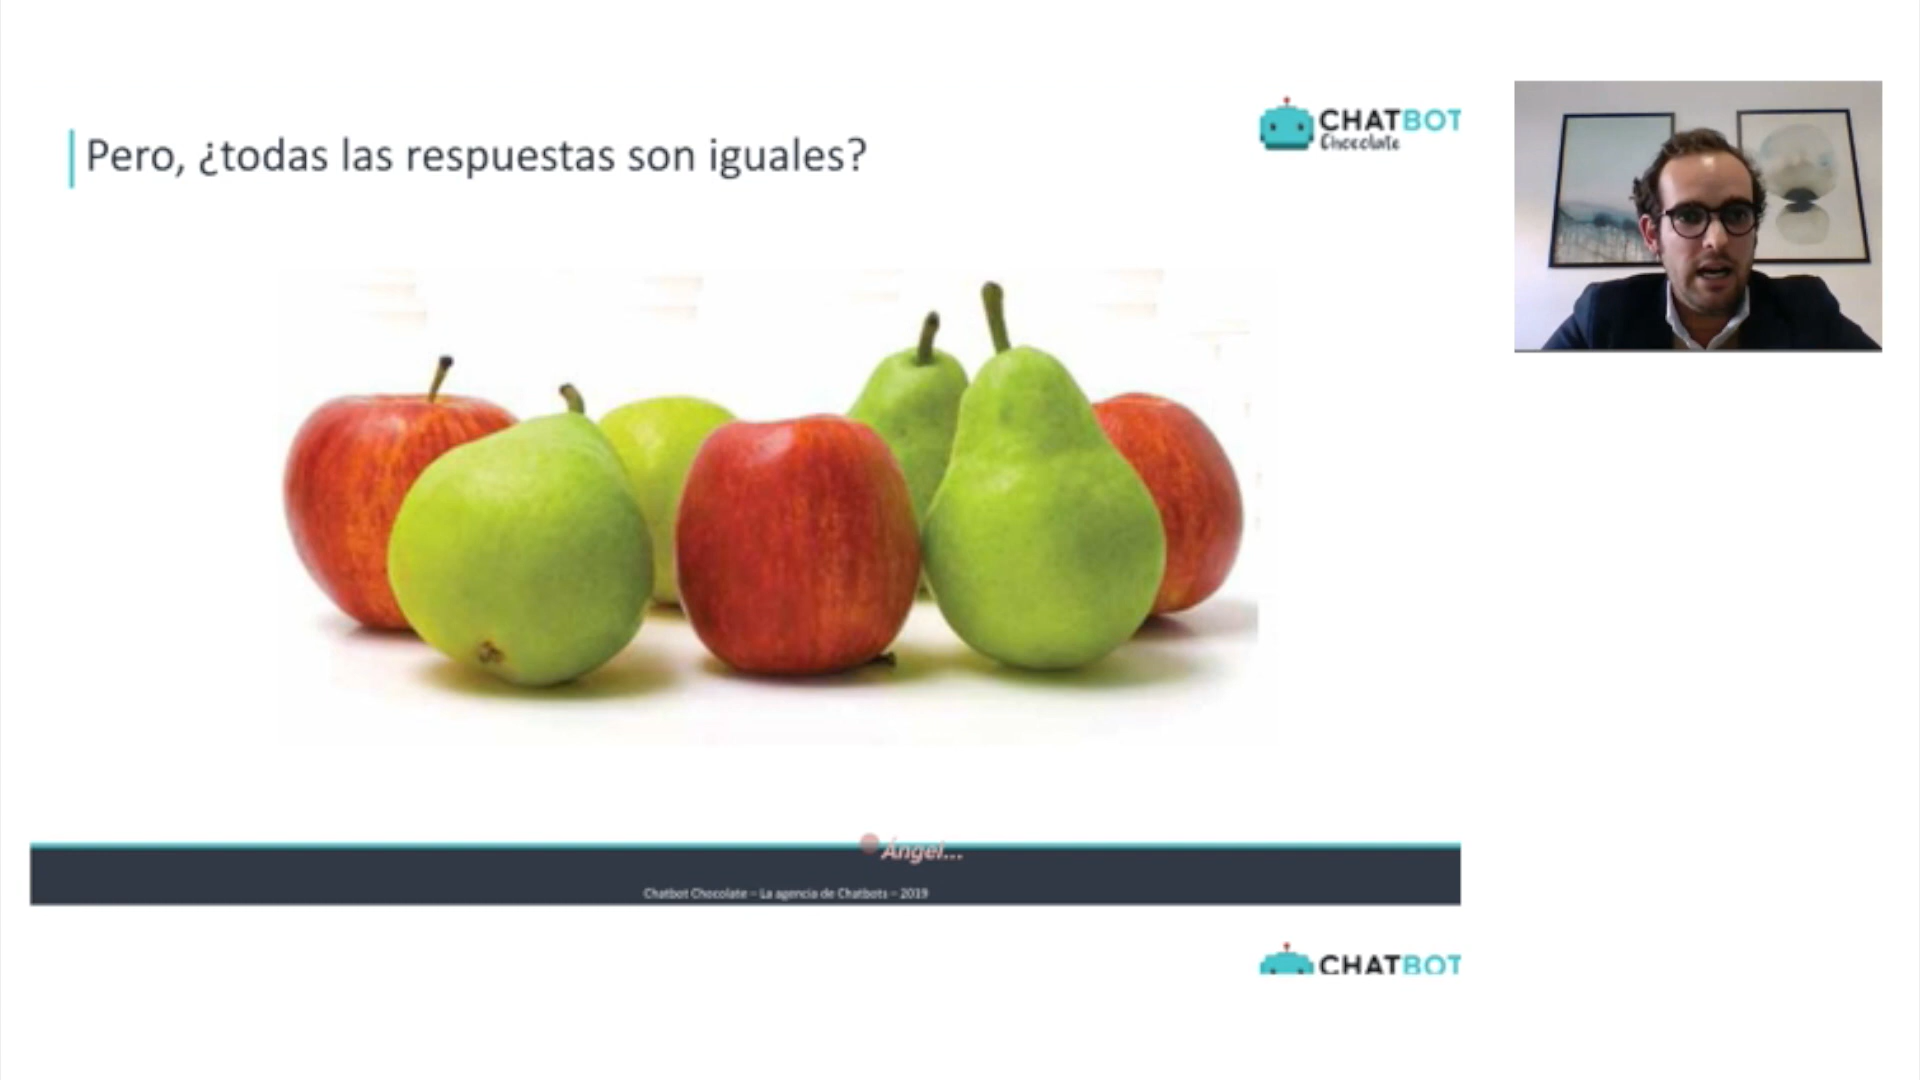 Pero, ¿todas las respuestas son iguales?
CHATBOT
Chocolate
Ángel...
Chatbot Chocolate – La agencia de Chatbots – 2019
CHATBOT